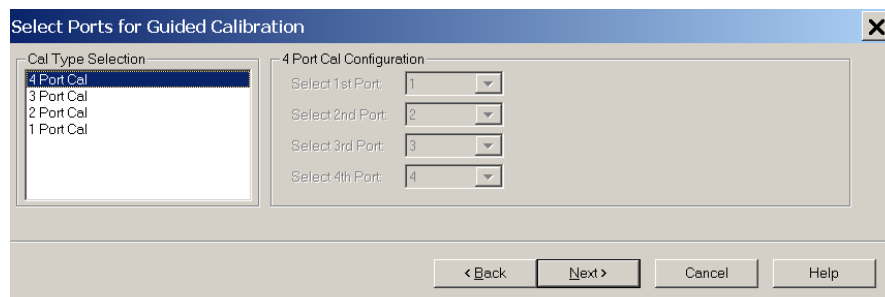 Select Ports for Guided Calibration
Cal Type Selection
4 Port Cal
3 Port Cal
2 Port Cal
1 Port Cal
4 Port Cal Configuration
Select 1st Port: 1
Select 2nd Port: 2
Select 3rd Port: 3
Select 4th Port: 4
< Back
Next >
Cancel
Help